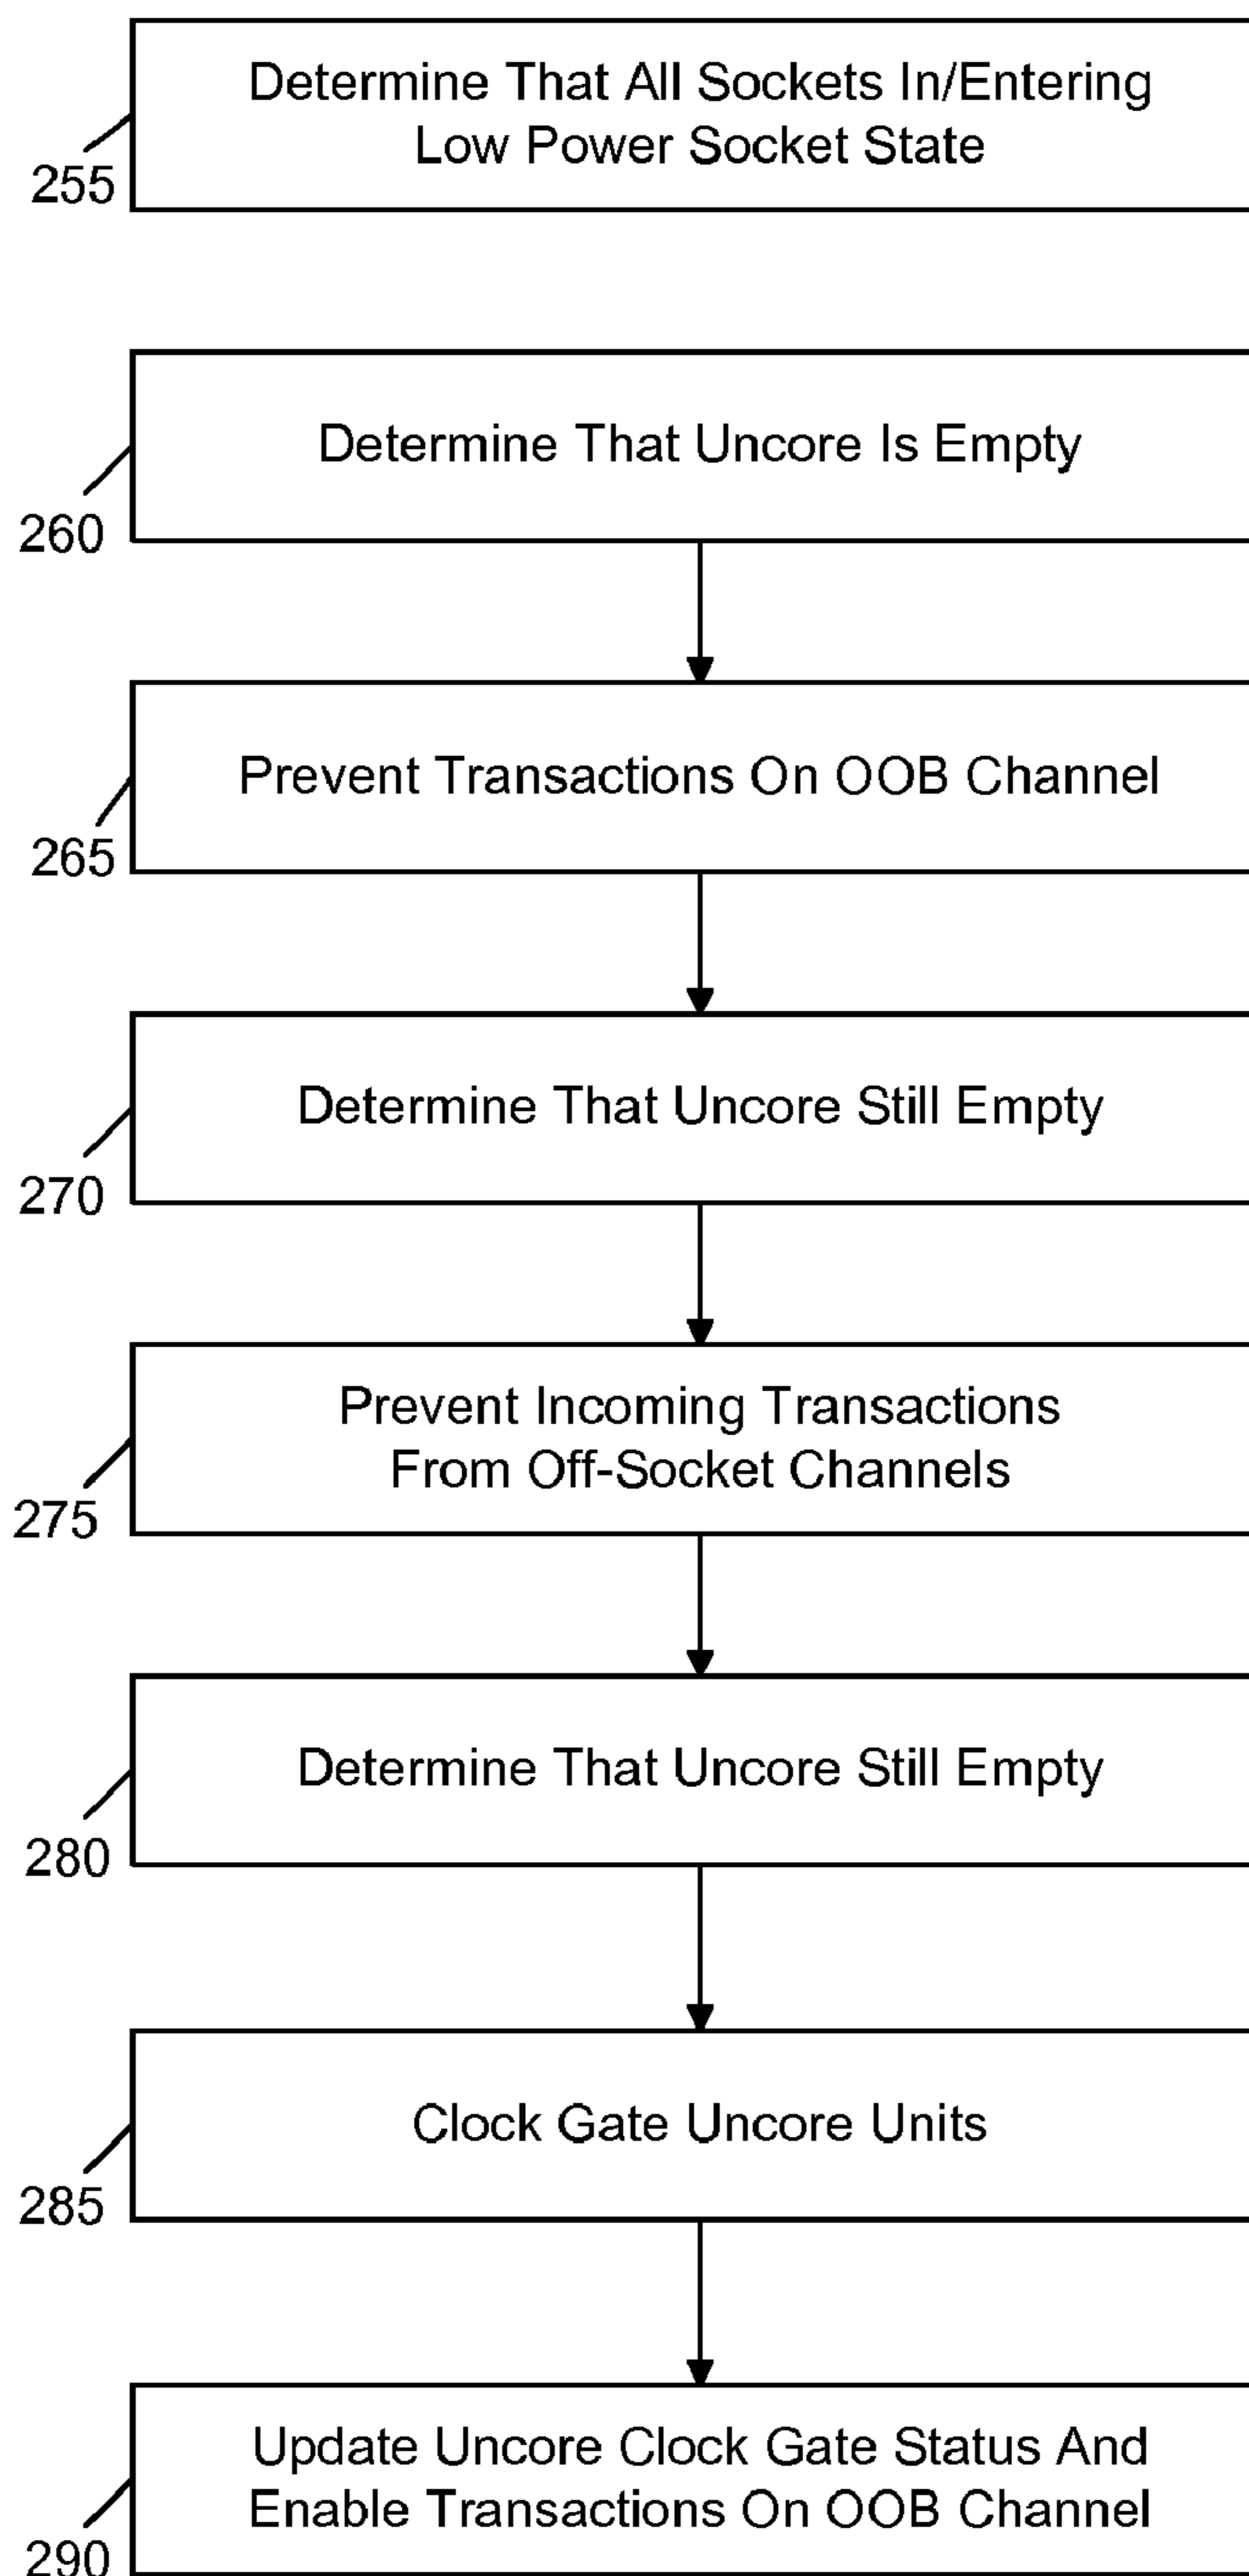 Determine That All Sockets In/Entering
Low Power Socket State
255
Determine That Uncore Is Empty
260
Prevent Transactions On OOB Channel
265
Determine That Uncore Still Empty
270
Prevent Incoming Transactions
From Off-Socket Channels
275
Determine That Uncore Still Empty
280
Clock Gate Uncore Units
285
Update Uncore Clock Gate Status And
Enable Transactions On OOB Channel
290